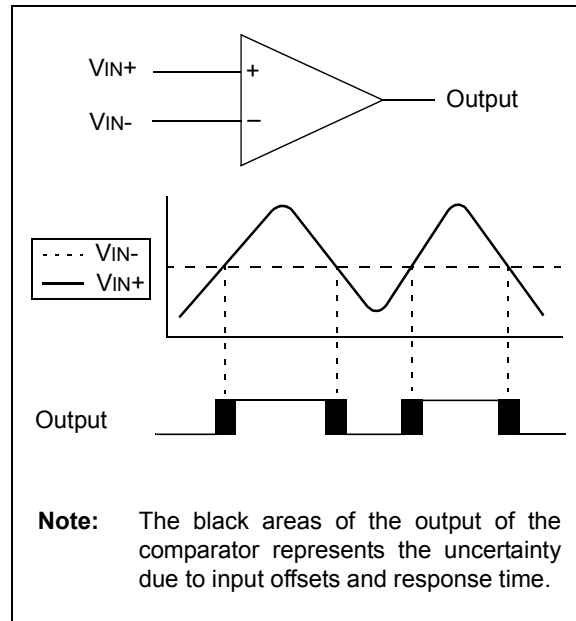 VIN+
+
Output
VIN-
–
VIN-
VIN+
Output
Note: The black areas of the output of the
comparator represents the uncertainty
due to input offsets and response time.